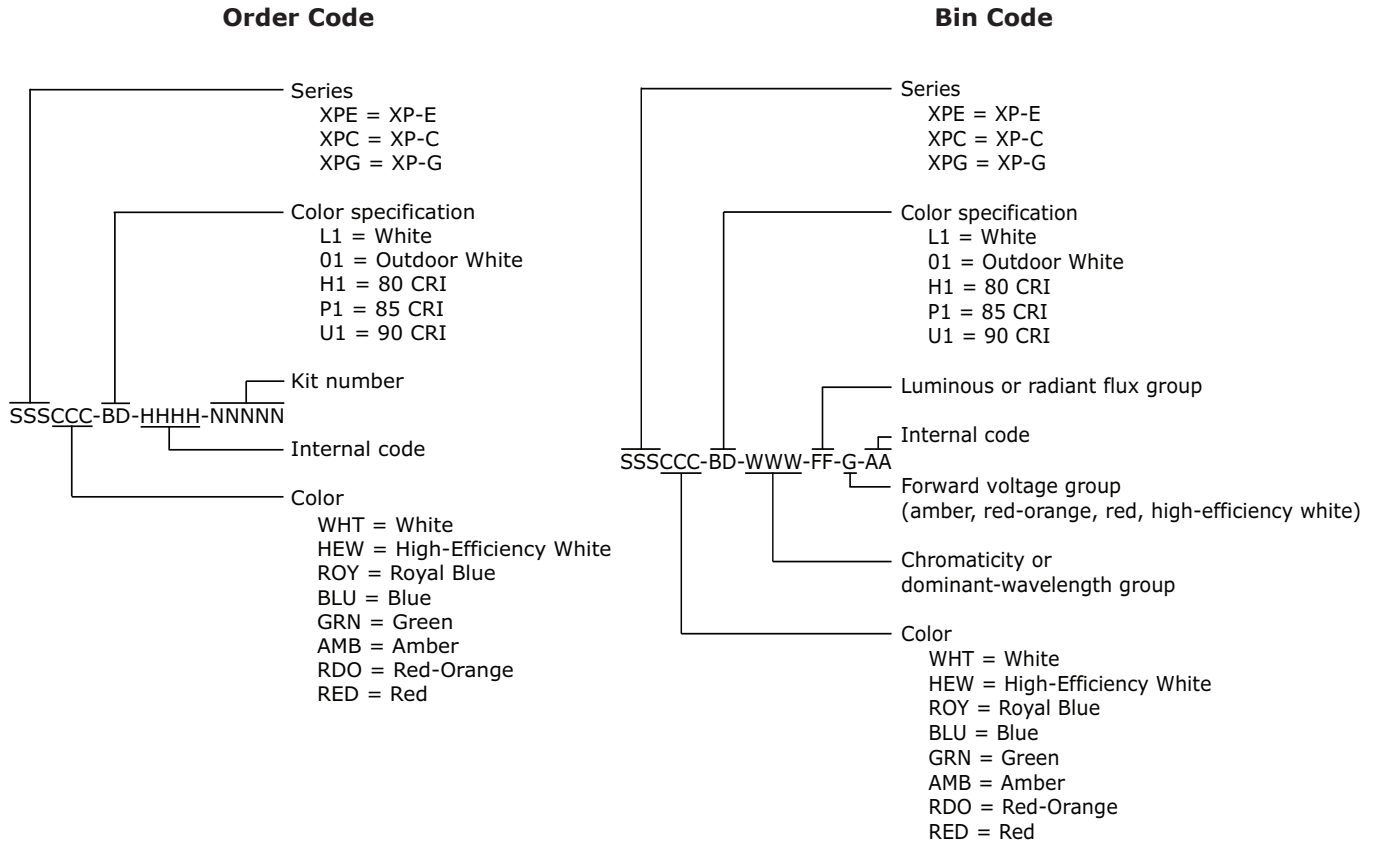 Order Code
Series
XPE = XP-E
XPC = XP-C
XPG = XP-G
Color specification
L1 = White
01 = Outdoor White
H1 = 80 CRI
P1 = 85 CRI
U1 = 90 CRI
Kit number
SSSCCC-BD-HHHH-NNNNN
Internal code
Color
WHT = White
HEW = High-Efficiency White
ROY = Royal Blue
BLU = Blue
GRN = Green
AMB = Amber
RDO = Red-Orange
RED = Red
Bin Code
Series
XPE = XP-E
XPC = XP-C
XPG = XP-G
Color specification
L1 = White
01 = Outdoor White
H1 = 80 CRI
P1 = 85 CRI
U1 = 90 CRI
Luminous or radiant flux group
Internal code
SSSCCC-BD-WWW-FF-G-AA
Forward voltage group
(amber, red-orange, red, high-efficiency white)
Chromaticity or
dominant-wavelength group
Color
WHT = White
HEW = High-Efficiency White
ROY = Royal Blue
BLU = Blue
GRN = Green
AMB = Amber
RDO = Red-Orange
RED = Red